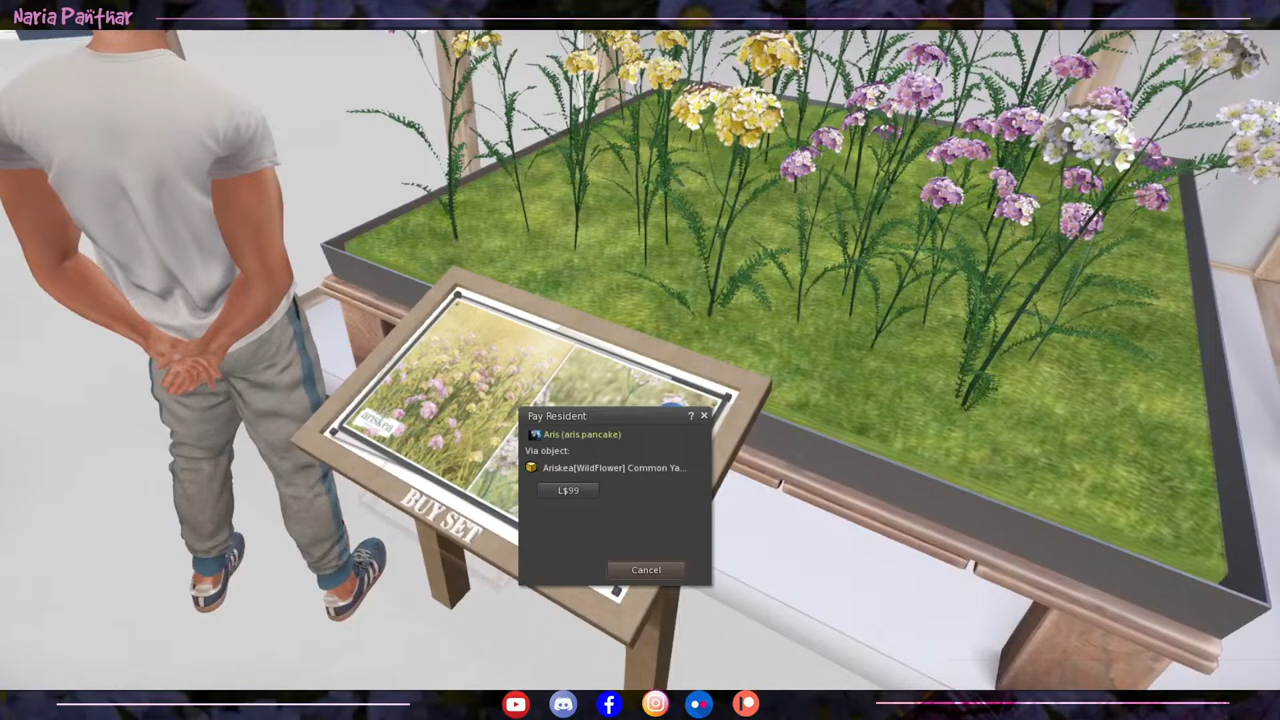 Naria Panthar
ariskea
BUY SET
Pay Resident
? ×
Aris (aris.pancake)
Via object:
Ariskea[WildFlower] Common Ya...
L$99
Cancel